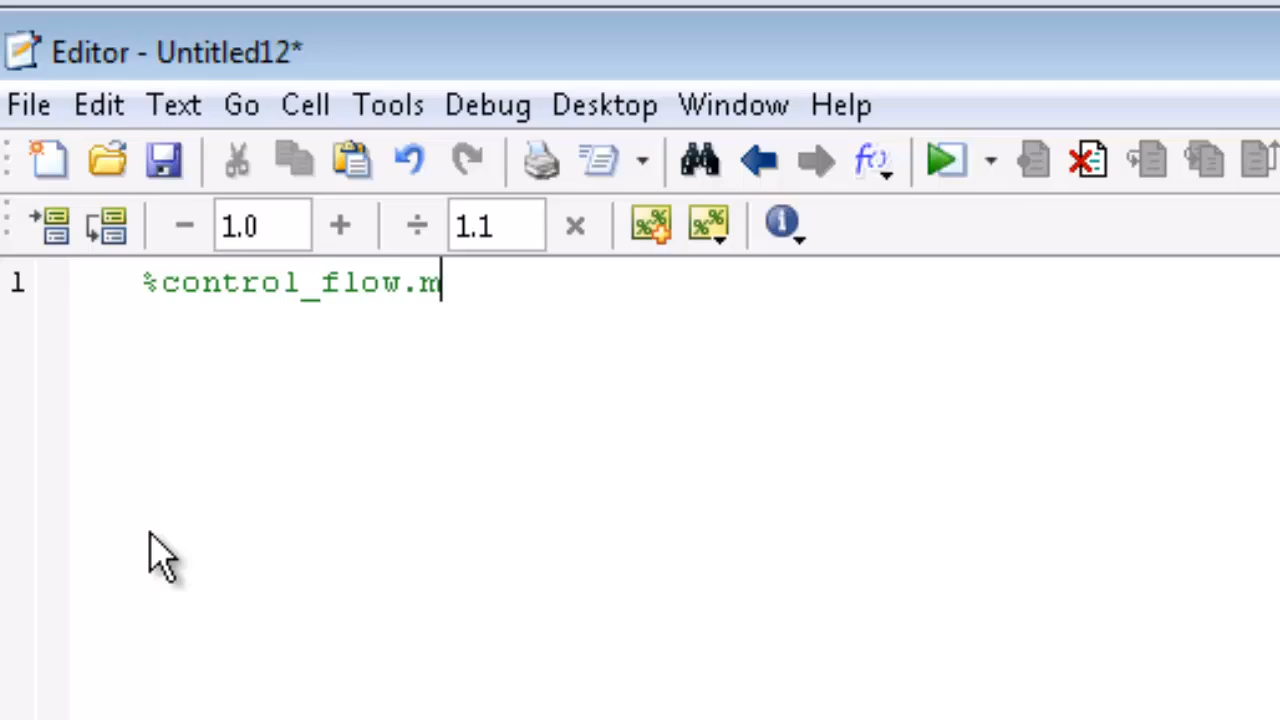 Editor - Untitled12*
File Edit Text Go Cell Tools Debug Desktop Window Help
1.0 1.1
1 %control_flow.m